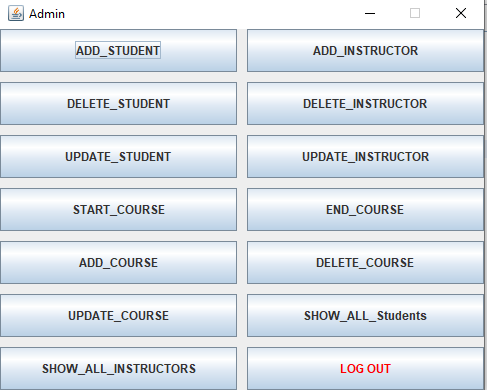 Admin
ADD_STUDENT
ADD_INSTRUCTOR
DELETE_STUDENT
DELETE_INSTRUCTOR
UPDATE_STUDENT
UPDATE_INSTRUCTOR
START_COURSE
END_COURSE
ADD_COURSE
DELETE_COURSE
UPDATE_COURSE
SHOW_ALL_Students
SHOW_ALL_INSTRUCTORS
LOG OUT